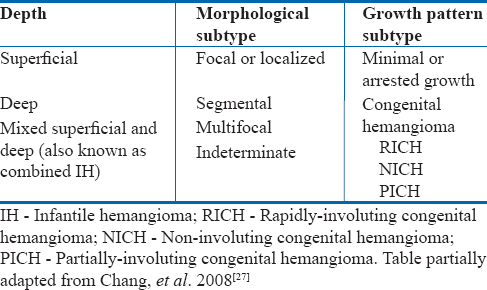 Depth Morphological subtype Growth pattern subtype
Superficial Focal or localized Minimal or arrested growth
Deep Segmental Congenital hemangioma
Mixed superficial and deep (also known as combined IH) Multifocal RICH
Indeterminate NICH
PICH
IH - Infantile hemangioma; RICH - Rapidly-involuting congenital
hemangioma; NICH - Non-involuting congenital hemangioma;
PICH - Partially-involuting congenital hemangioma. Table partially
adapted from Chang, et al. 2008[27]